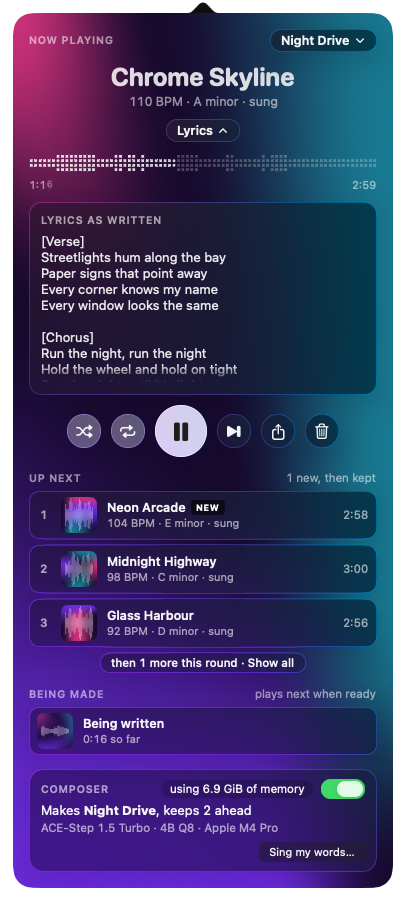 NOW PLAYING
Night Drive
Chrome Skyline
110 BPM · A minor · sung
Lyrics
1:16
2:59
LYRICS AS WRITTEN
[Verse]
Streetlights hum along the bay
Paper signs that point away
Every corner knows my name
Every window looks the same
[Chorus]
Run the night, run the night
Hold the wheel and hold on tight
UP NEXT
1 new, then kept
1
Neon Arcade NEW
104 BPM · E minor · sung
2:58
2
Midnight Highway
98 BPM · C minor · sung
3:00
3
Glass Harbour
92 BPM · D minor · sung
2:56
then 1 more this round · Show all
BEING MADE
plays next when ready
Being written
0:16 so far
COMPOSER
using 6.9 GiB of memory
Makes Night Drive, keeps 2 ahead
ACE-Step 1.5 Turbo · 4B Q8 · Apple M4 Pro
Sing my words...